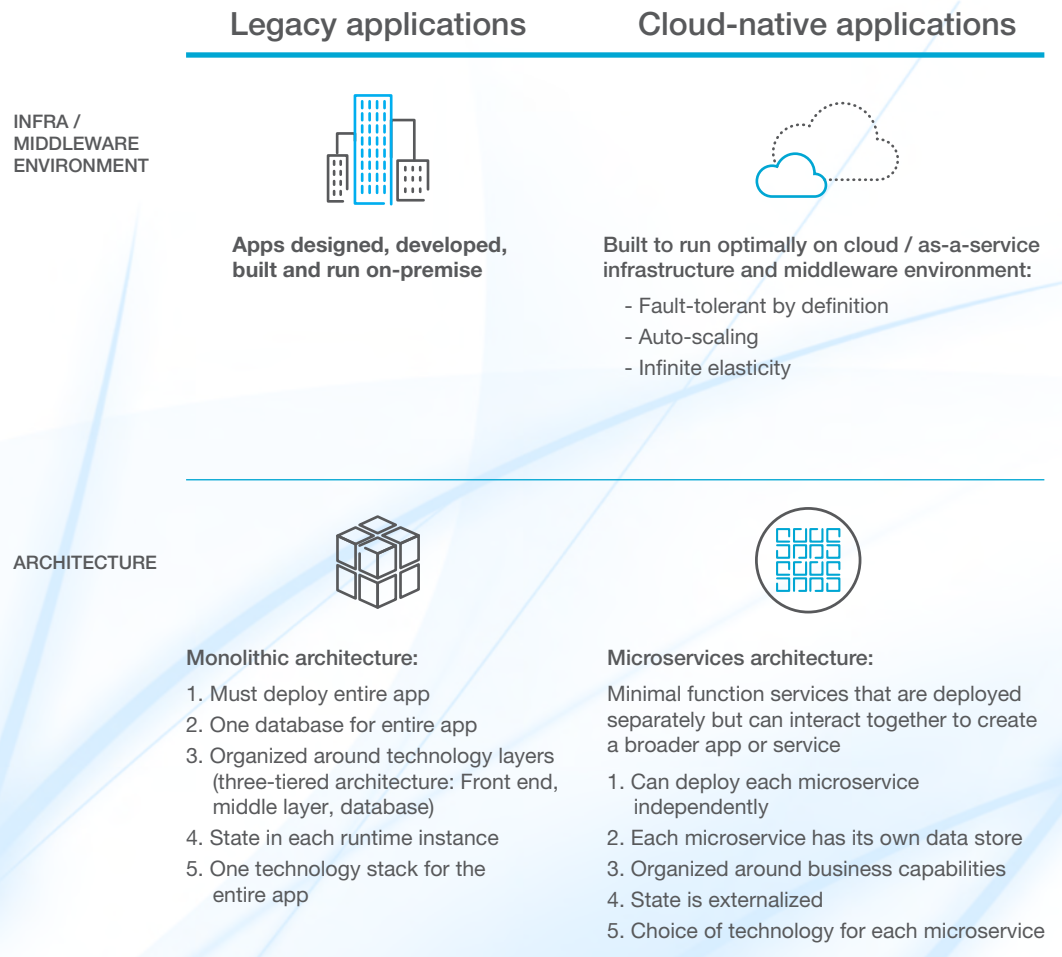 Legacy applications
Cloud-native applications
INFRA /
MIDDLEWARE
ENVIRONMENT
Apps designed, developed,
built and run on-premise
Built to run optimally on cloud / as-a-service
infrastructure and middleware environment:
- Fault-tolerant by definition
- Auto-scaling
- Infinite elasticity
ARCHITECTURE
Monolithic architecture:
1. Must deploy entire app
2. One database for entire app
3. Organized around technology layers
(three-tiered architecture: Front end,
middle layer, database)
4. State in each runtime instance
5. One technology stack for the
entire app
Microservices architecture:
Minimal function services that are deployed
separately but can interact together to create
a broader app or service
1. Can deploy each microservice
independently
2. Each microservice has its own data store
3. Organized around business capabilities
4. State is externalized
5. Choice of technology for each microservice